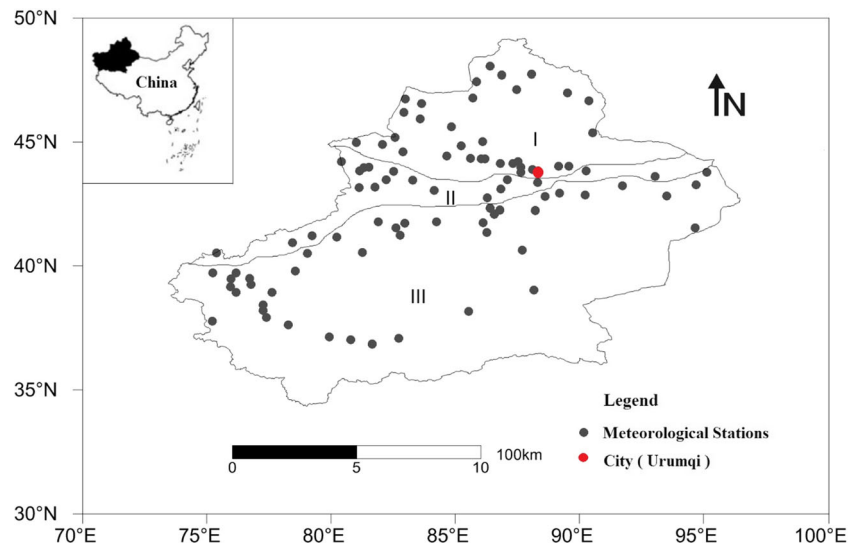 50°N
45°N
40°N
35°N
30°N
China
N
I
II
III
Legend
Meteorological Stations
City ( Urumqi )
100km
0 5 10
70°E 75°E 80°E 85°E 90°E 95°E 100°E